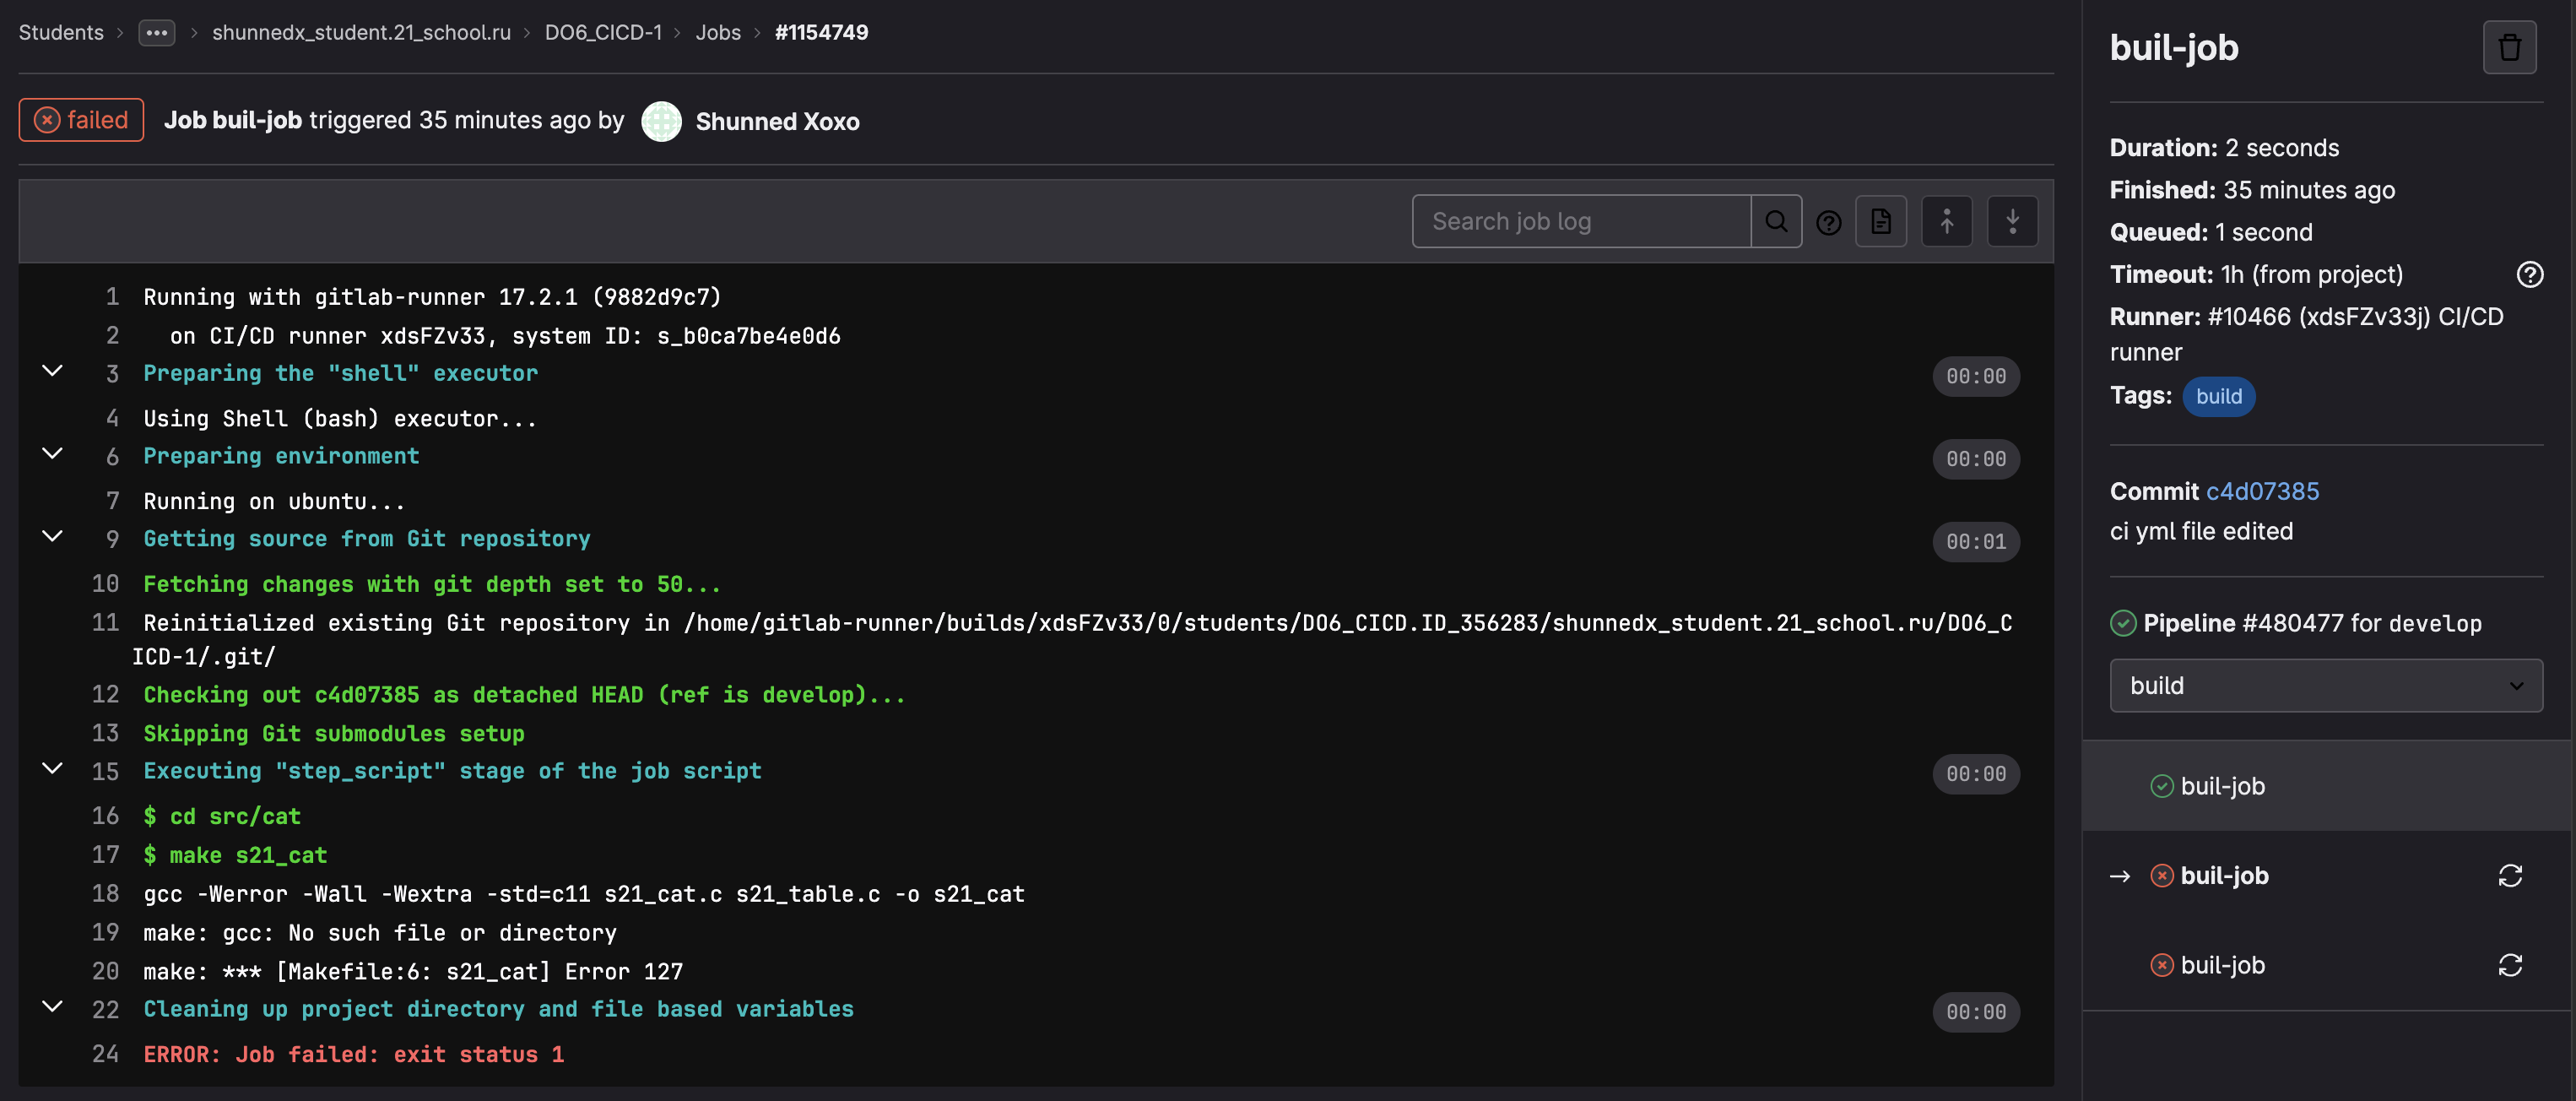 Students > ... > shunnedx_student.21_school.ru > DO6_CICD-1 > Jobs > #1154749
failed Job buil-job triggered 35 minutes ago by Shunned Xoxo
Search job log
1 Running with gitlab-runner 17.2.1 (9882d9c7)
2 on CI/CD runner xdsFZv33, system ID: s_b0ca7be4e0d6
3 Preparing the "shell" executor 00:00
4 Using Shell (bash) executor...
6 Preparing environment 00:00
7 Running on ubuntu...
9 Getting source from Git repository 00:01
10 Fetching changes with git depth set to 50...
11 Reinitialized existing Git repository in /home/gitlab-runner/builds/xdsFZv33/0/students/DO6_CICD.ID_356283/shunnedx_student.21_school.ru/DO6_C
ICD-1/.git/
12 Checking out c4d07385 as detached HEAD (ref is develop)...
13 Skipping Git submodules setup
15 Executing "step_script" stage of the job script 00:00
16 $ cd src/cat
17 $ make s21_cat
18 gcc -Werror -Wall -Wextra -std=c11 s21_cat.c s21_table.c -o s21_cat
19 make: gcc: No such file or directory
20 make: *** [Makefile:6: s21_cat] Error 127
22 Cleaning up project directory and file based variables 00:00
24 ERROR: Job failed: exit status 1
buil-job
Duration: 2 seconds
Finished: 35 minutes ago
Queued: 1 second
Timeout: 1h (from project)
Runner: #10466 (xdsFZv33j) CI/CD
runner
Tags: build
Commit c4d07385
ci yml file edited
Pipeline #480477 for develop
build
buil-job
→ buil-job
buil-job